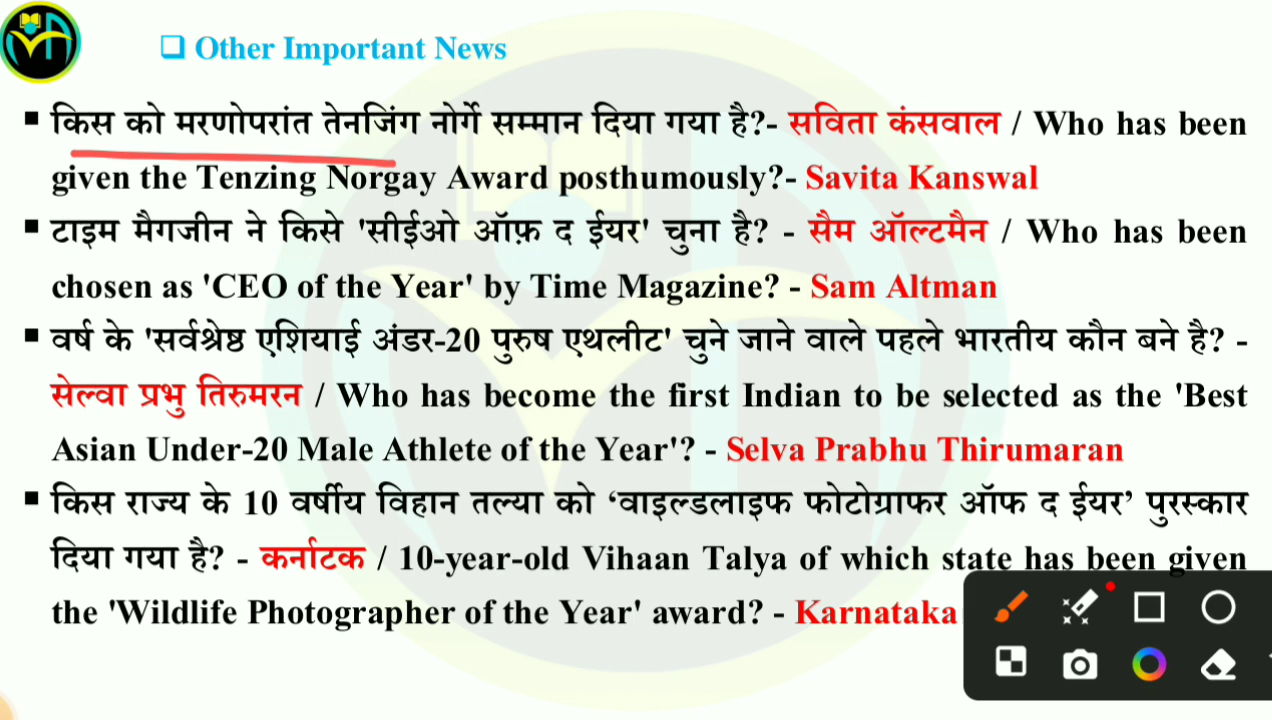 ❑ Other Important News
▪ किस को मरणोपरांत तेनजिंग नोर्गे सम्मान दिया गया है?- सविता कंसवाल / Who has been
given the Tenzing Norgay Award posthumously?- Savita Kanswal
▪ टाइम मैगजीन ने किसे 'सीईओ ऑफ़ द ईयर' चुना है? - सैम ऑल्टमैन / Who has been
chosen as 'CEO of the Year' by Time Magazine? - Sam Altman
▪ वर्ष के 'सर्वश्रेष्ठ एशियाई अंडर-20 पुरुष एथलीट' चुने जाने वाले पहले भारतीय कौन बने है? -
सेल्वा प्रभु तिरुमरन / Who has become the first Indian to be selected as the 'Best
Asian Under-20 Male Athlete of the Year'? - Selva Prabhu Thirumaran
▪ किस राज्य के 10 वर्षीय विहान तल्या को ‘वाइल्डलाइफ फोटोग्राफर ऑफ द ईयर’ पुरस्कार
दिया गया है? - कर्नाटक / 10-year-old Vihaan Talya of which state has been given
the 'Wildlife Photographer of the Year' award? - Karnataka